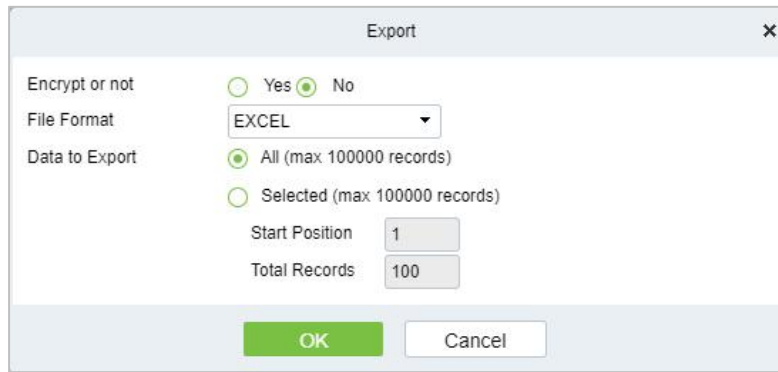 Export
Encrypt or not Yes No
File Format EXCEL
Data to Export All (max 100000 records)
Selected (max 100000 records)
Start Position 1
Total Records 100
OK Cancel